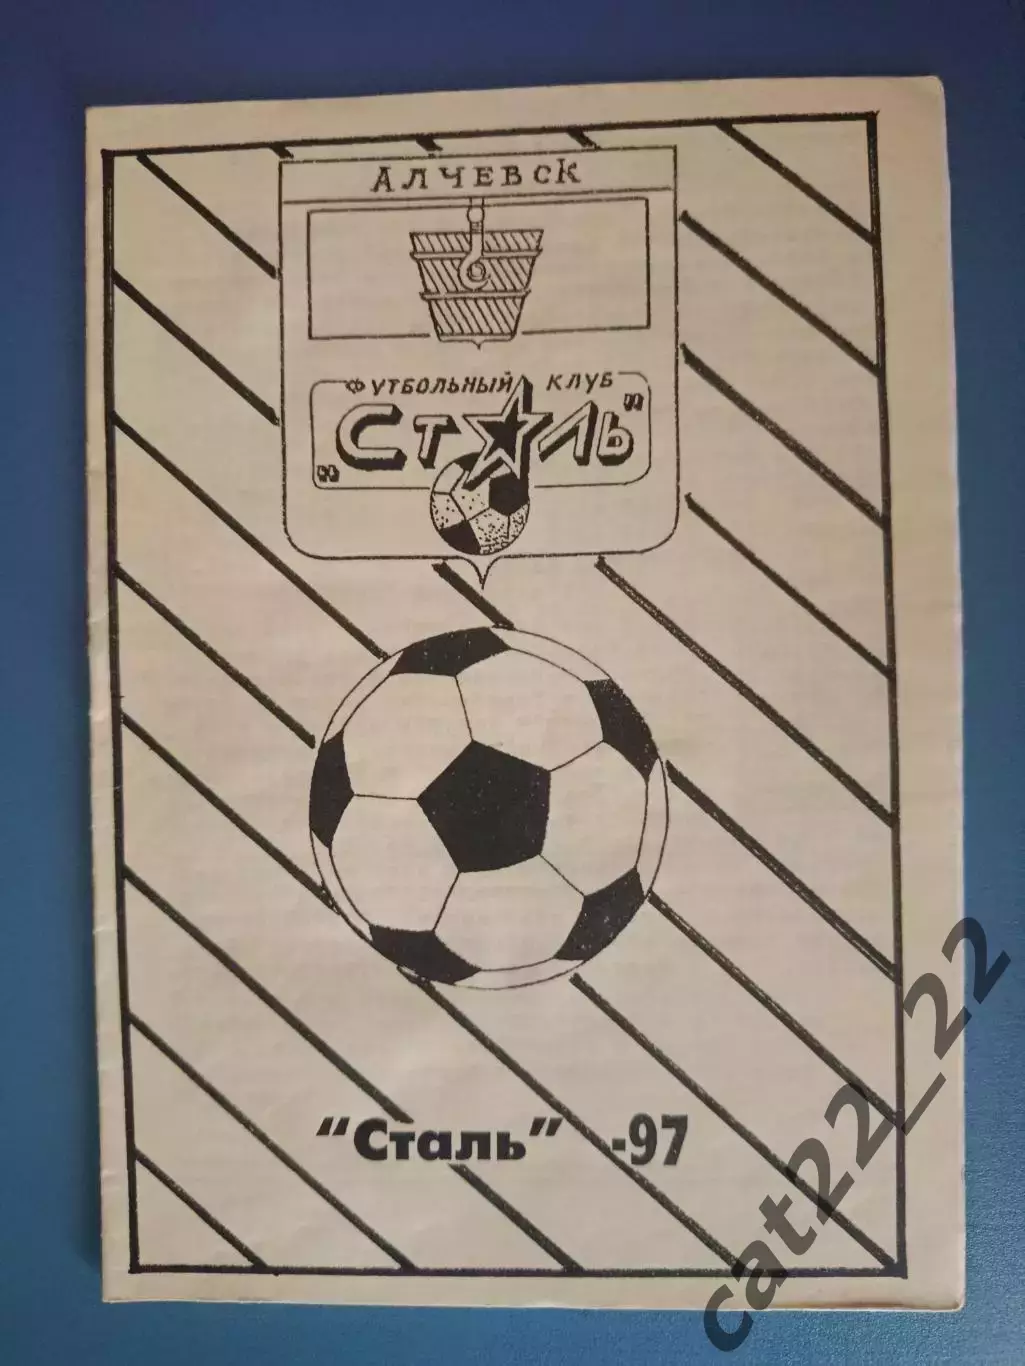 АЛЧЕВСК
ФУТБОЛЬНЫЙ КЛУБ
"СТАЛЬ"
"Сталь" -97
cat22_22